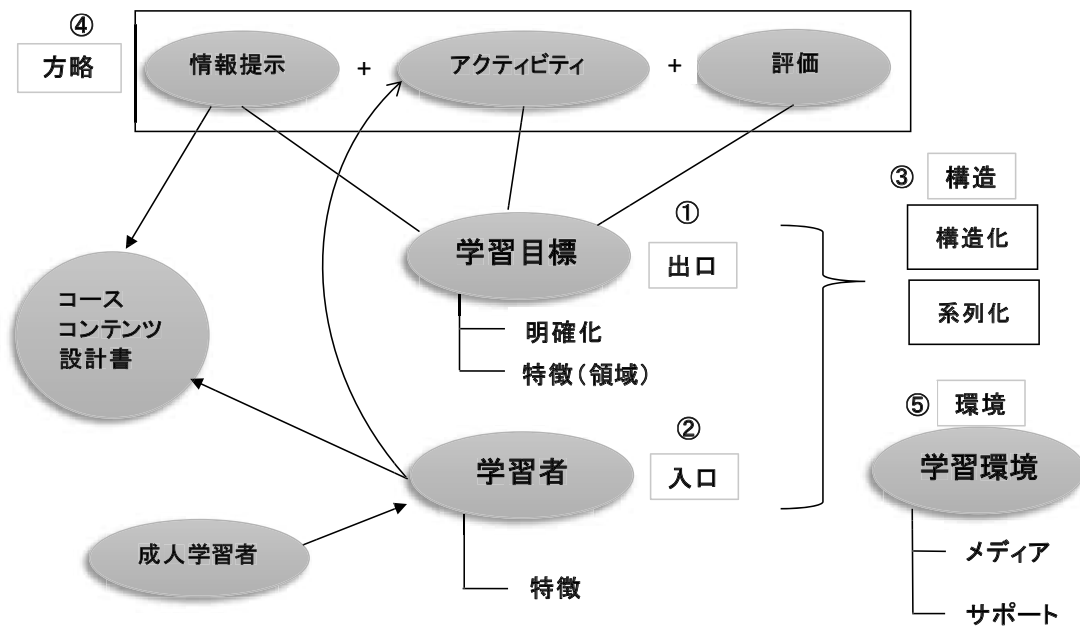 ④
方略
情報提示
+
アクティビティ
+
評価
③
構造
構造化
系列化
①
学習目標
出口
明確化
特徴(領域)
コース
コンテンツ
設計書
②
学習者
入口
成人学習者
特徴
⑤
環境
学習環境
メディア
サポート